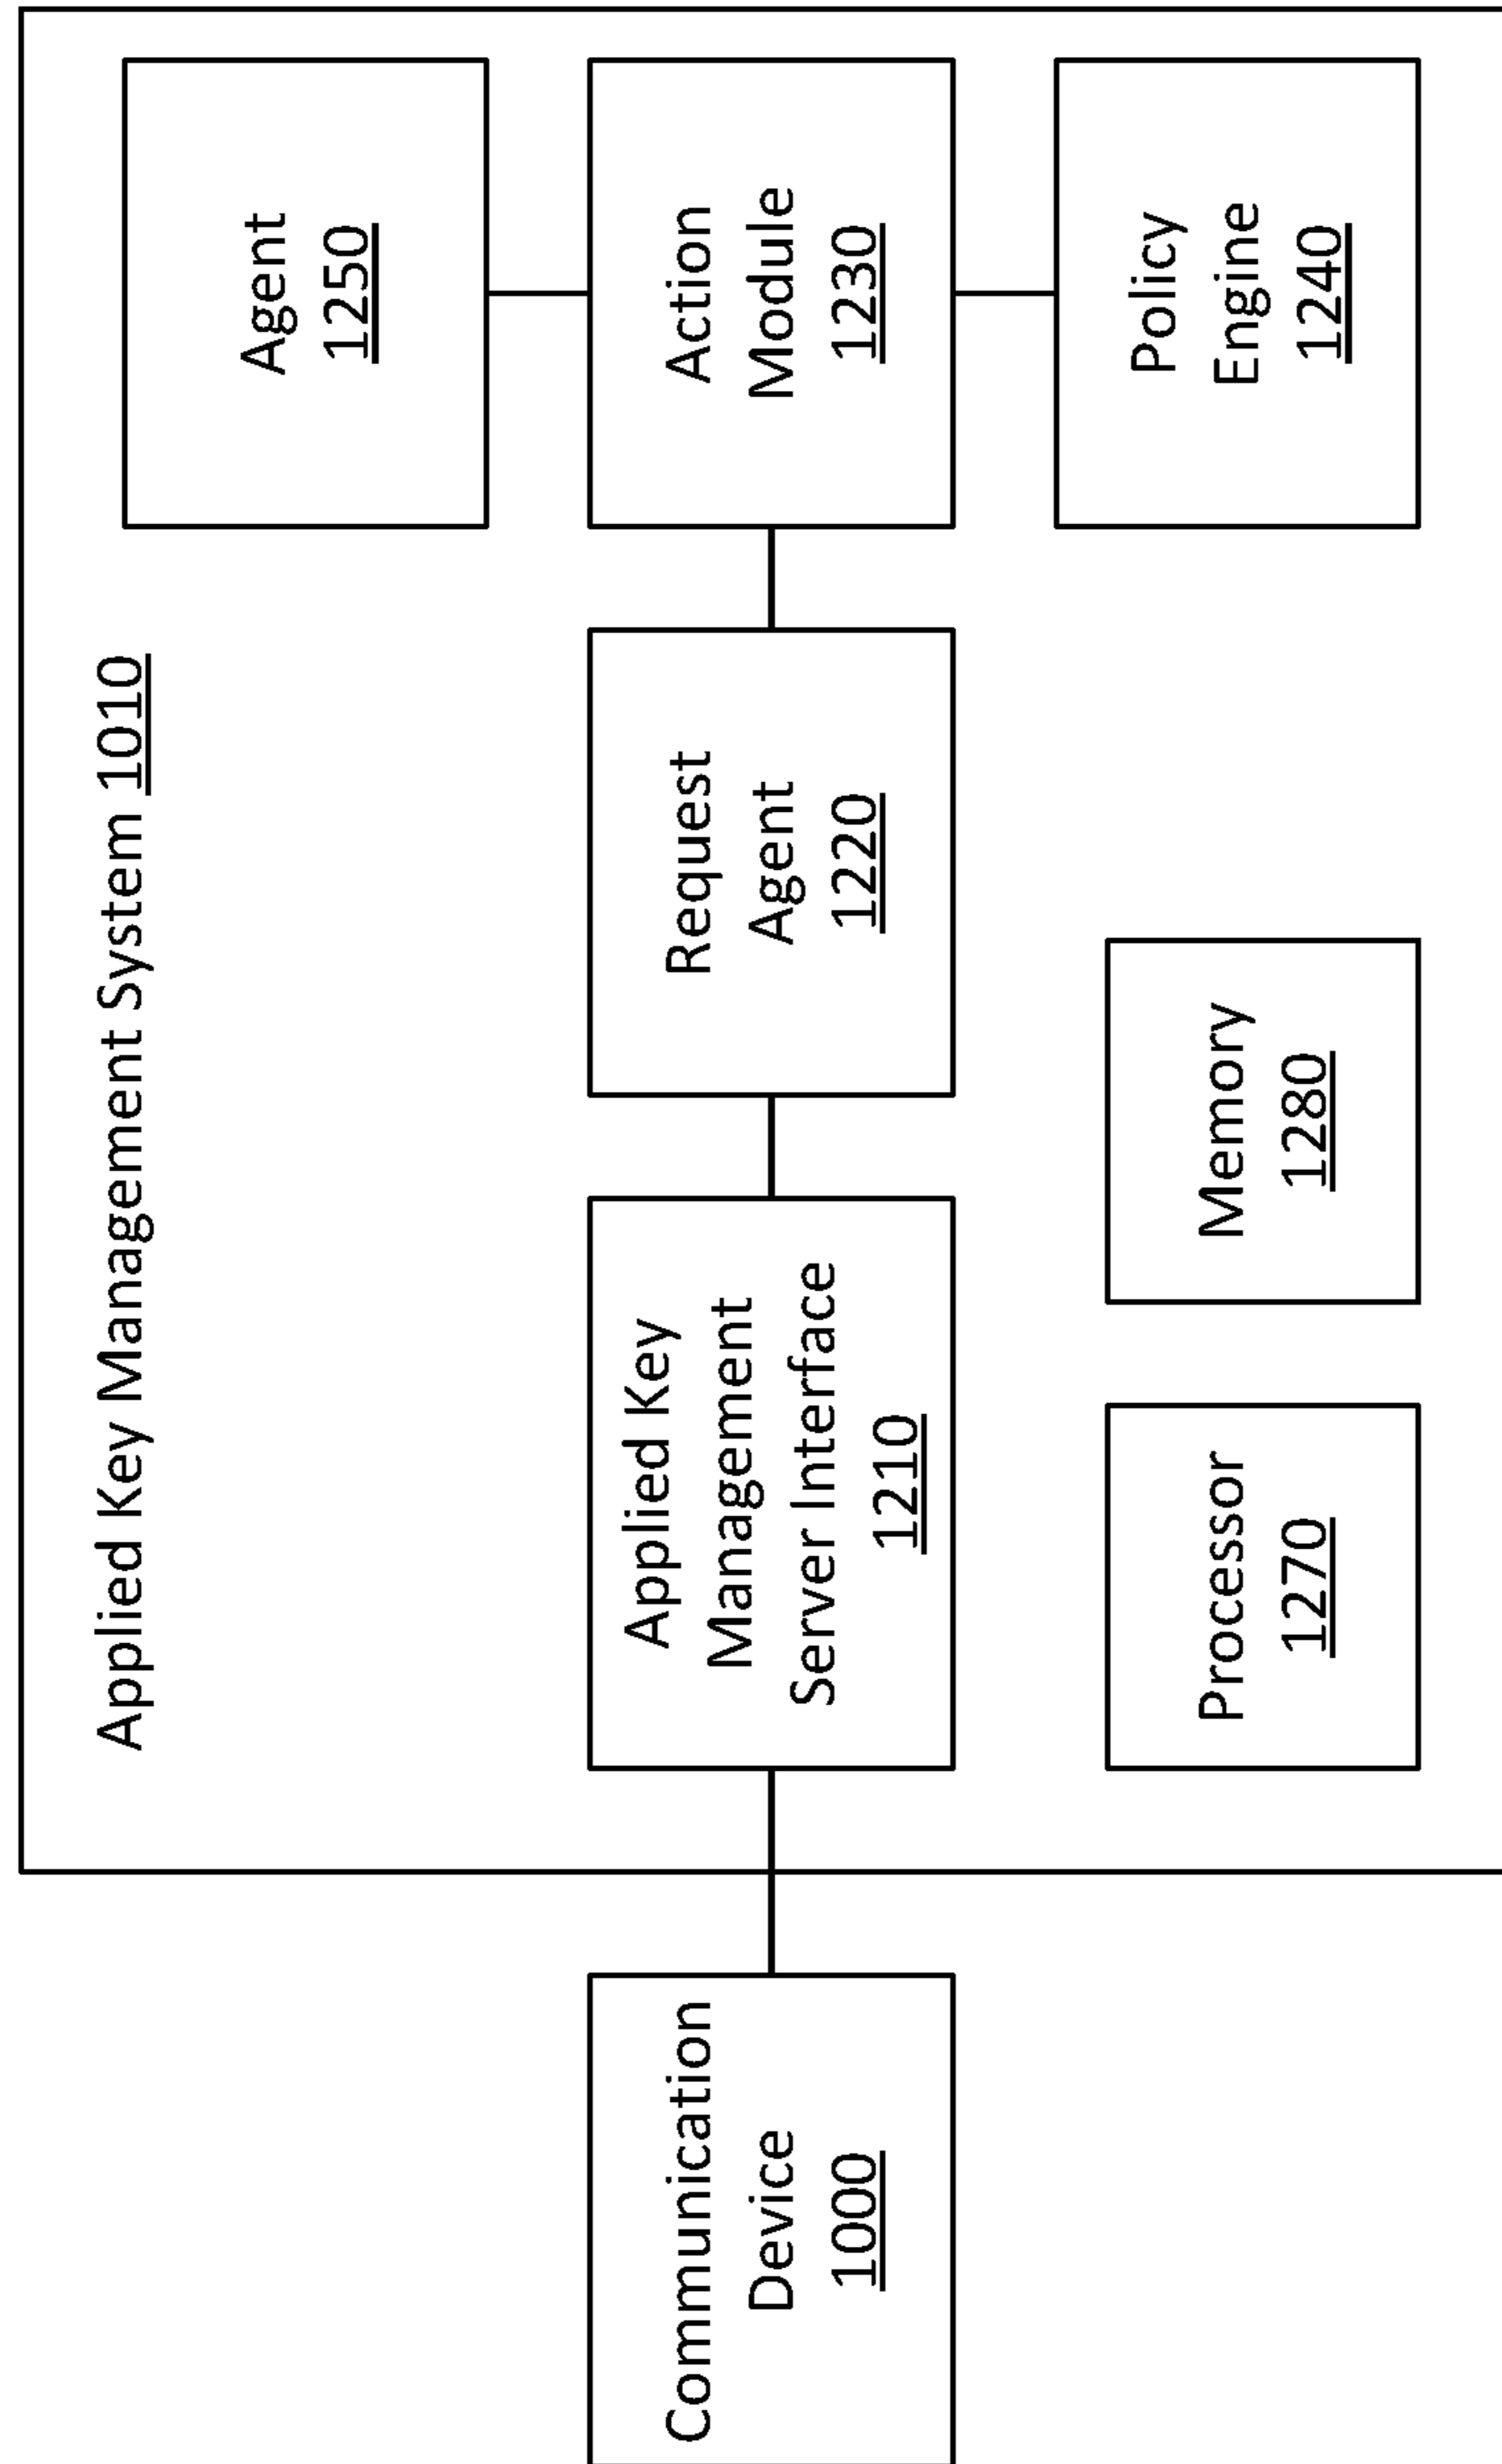 Applied Key Management System 1010
Communication
Device
1000
Applied Key
Management
Server Interface
1210
Request
Agent
1220
Agent
1250
Action
Module
1230
Policy
Engine
1240
Processor
1270
Memory
1280